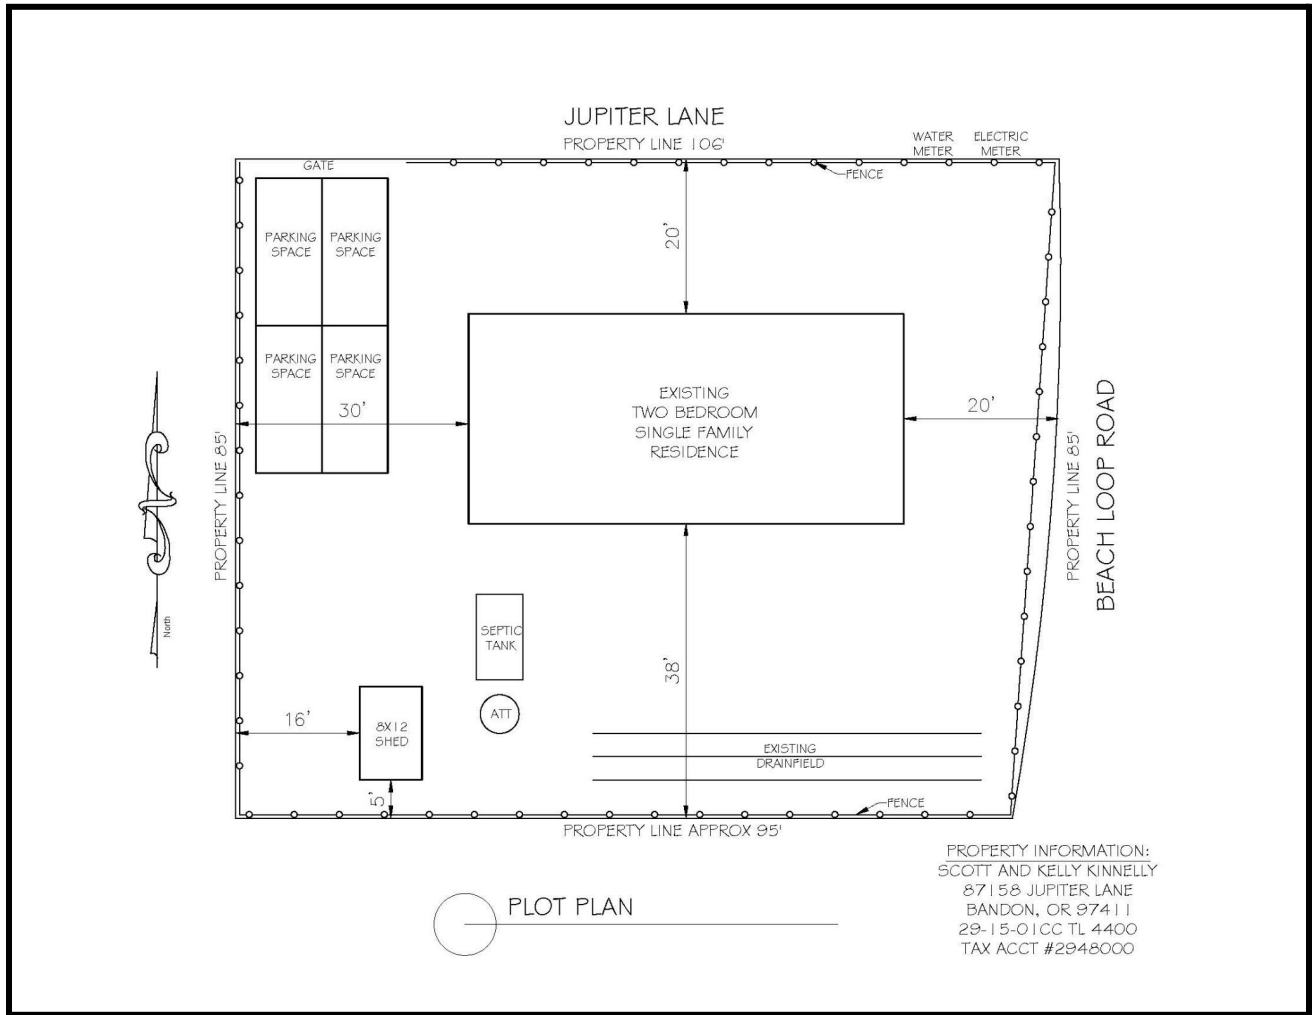 JUPITER LANE
PROPERTY LINE 106'
WATER
METER
ELECTRIC
METER
GATE
FENCE
PARKING
SPACE
PARKING
SPACE
20'
PARKING
SPACE
PARKING
SPACE
30'
EXISTING
TWO BEDROOM
SINGLE FAMILY
RESIDENCE
20'
PROPERTY LINE 85'
PROPERTY LINE 85'
BEACH LOOP ROAD
North
SEPTIC
TANK
38'
ATT
16'
8X12
SHED
5'
EXISTING
DRAINFIELD
FENCE
PROPERTY LINE APPROX 95'
PLOT PLAN
PROPERTY INFORMATION:
SCOTT AND KELLY KINNELLY
87158 JUPITER LANE
BANDON, OR 97411
29-15-01CC TL 4400
TAX ACCT #2948000